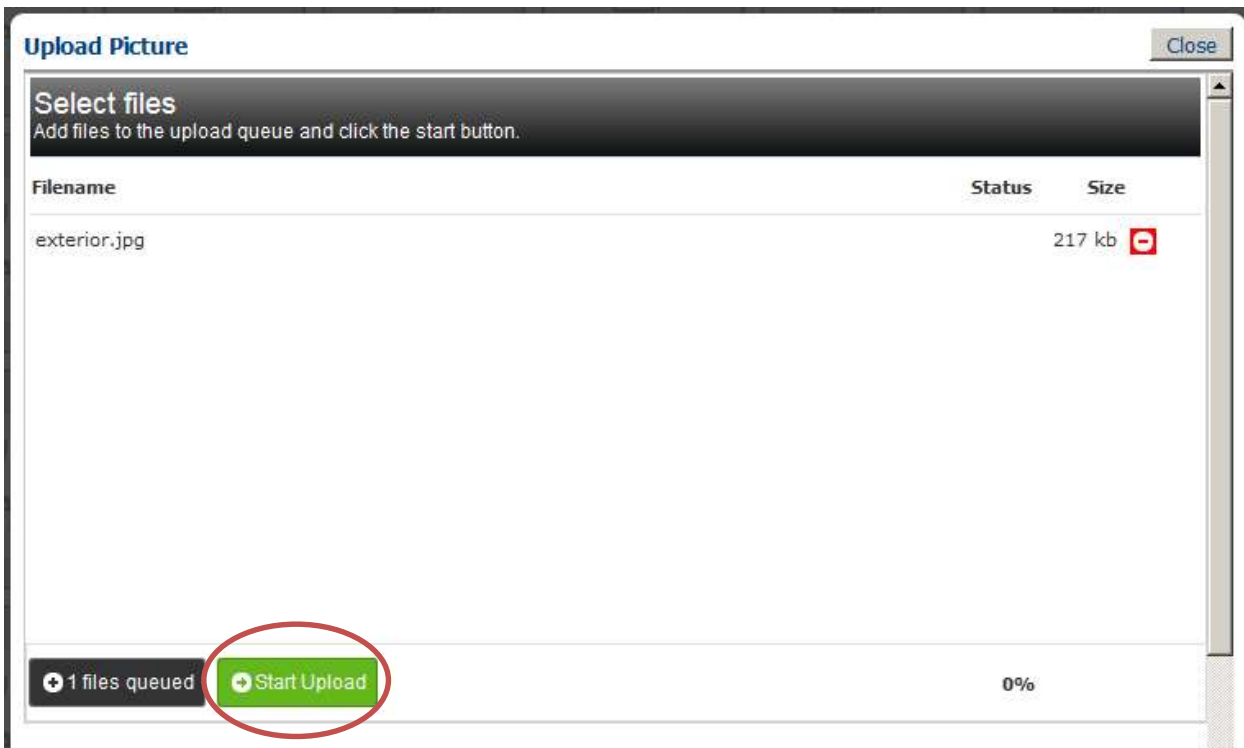 Upload Picture Close
Select files
Add files to the upload queue and click the start button.
Filename Status Size
exterior.jpg 217 kb
1 files queued Start Upload 0%